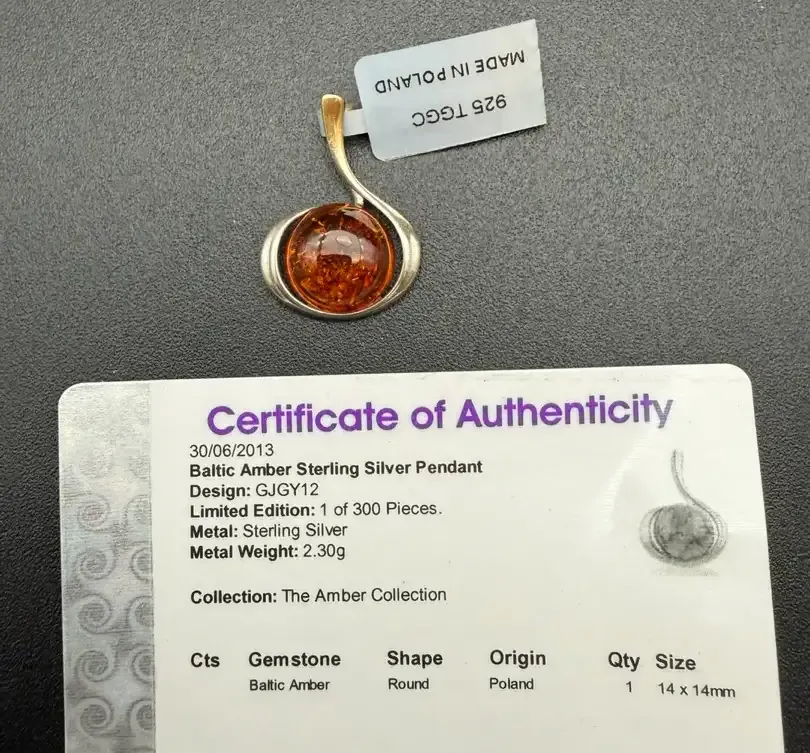 925 TGGC
MADE IN POLAND
Certificate of Authenticity
30/06/2013
Baltic Amber Sterling Silver Pendant
Design: GJGY12
Limited Edition: 1 of 300 Pieces.
Metal: Sterling Silver
Metal Weight: 2.30g
Collection: The Amber Collection
Cts Gemstone Shape Origin Qty Size
Baltic Amber Round Poland 1 14 x 14mm